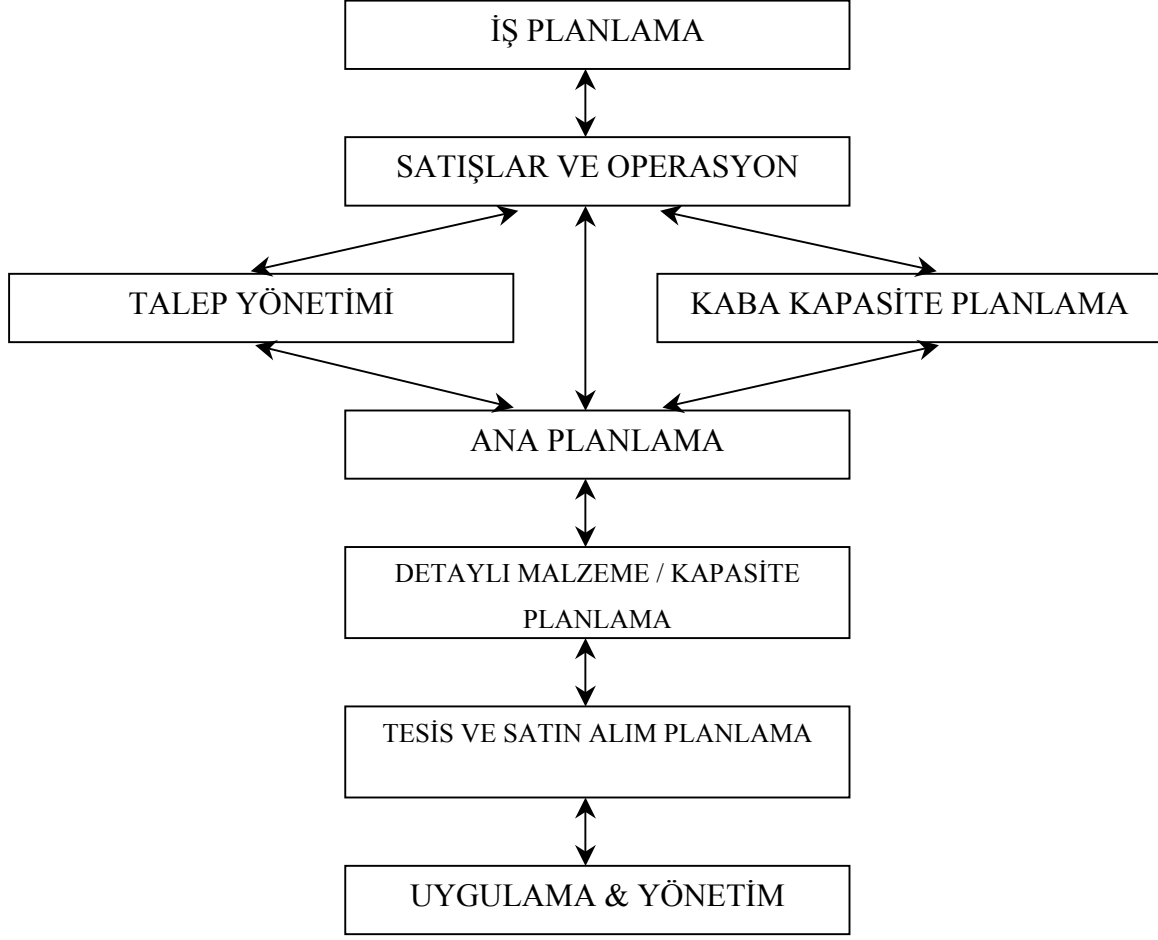 İŞ PLANLAMA
SATIŞLAR VE OPERASYON
TALEP YÖNETİMİ
KABA KAPASİTE PLANLAMA
ANA PLANLAMA
DETAYLI MALZEME / KAPASİTE
PLANLAMA
TESİS VE SATIN ALIM PLANLAMA
UYGULAMA & YÖNETİM